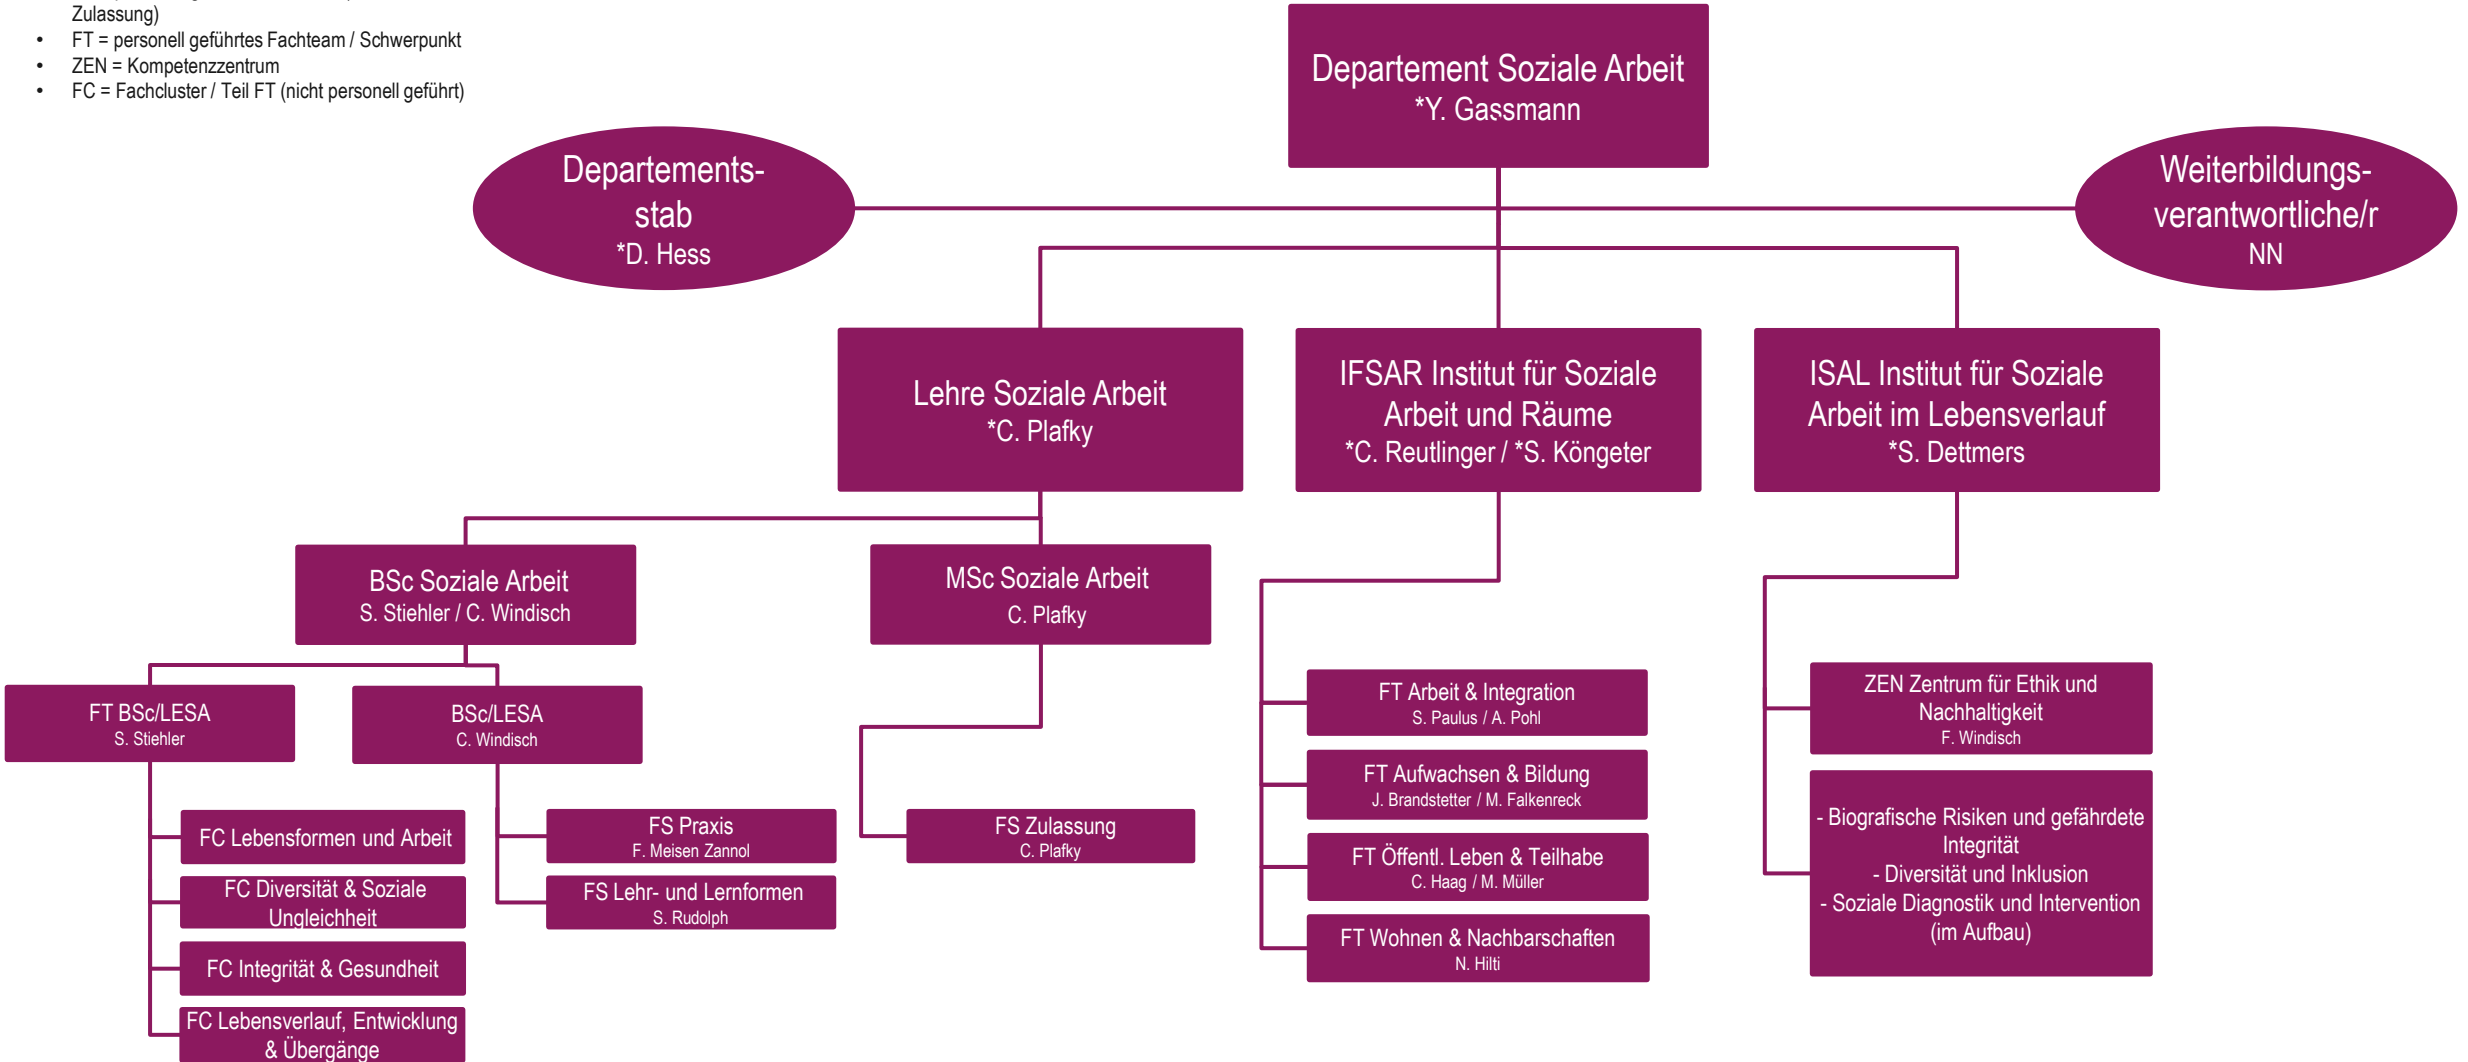 Zulassung)
• FT = personell geführtes Fachteam / Schwerpunkt
• ZEN = Kompetenzzentrum
• FC = Fachcluster / Teil FT (nicht personell geführt)
Departement Soziale Arbeit
*Y. Gassmann
Departements-
stab
*D. Hess
Weiterbildungs-
verantwortliche/r
NN
Lehre Soziale Arbeit
*C. Plafky
IFSAR Institut für Soziale
Arbeit und Räume
*C. Reutlinger / *S. Köngeter
ISAL Institut für Soziale
Arbeit im Lebensverlauf
*S. Dettmers
BSc Soziale Arbeit
S. Stiehler / C. Windisch
MSc Soziale Arbeit
C. Plafky
FT BSc/LESA
S. Stiehler
BSc/LESA
C. Windisch
FC Lebensformen und Arbeit
FC Diversität & Soziale
Ungleichheit
FC Integrität & Gesundheit
FC Lebensverlauf, Entwicklung
& Übergänge
FS Praxis
F. Meisen Zannol
FS Lehr- und Lernformen
S. Rudolph
FS Zulassung
C. Plafky
FT Arbeit & Integration
S. Paulus / A. Pohl
FT Aufwachsen & Bildung
J. Brandstetter / M. Falkenreck
FT Öffentl. Leben & Teilhabe
C. Haag / M. Müller
FT Wohnen & Nachbarschaften
N. Hilti
ZEN Zentrum für Ethik und
Nachhaltigkeit
F. Windisch
- Biografische Risiken und gefährdete
Integrität
- Diversität und Inklusion
- Soziale Diagnostik und Intervention
(im Aufbau)